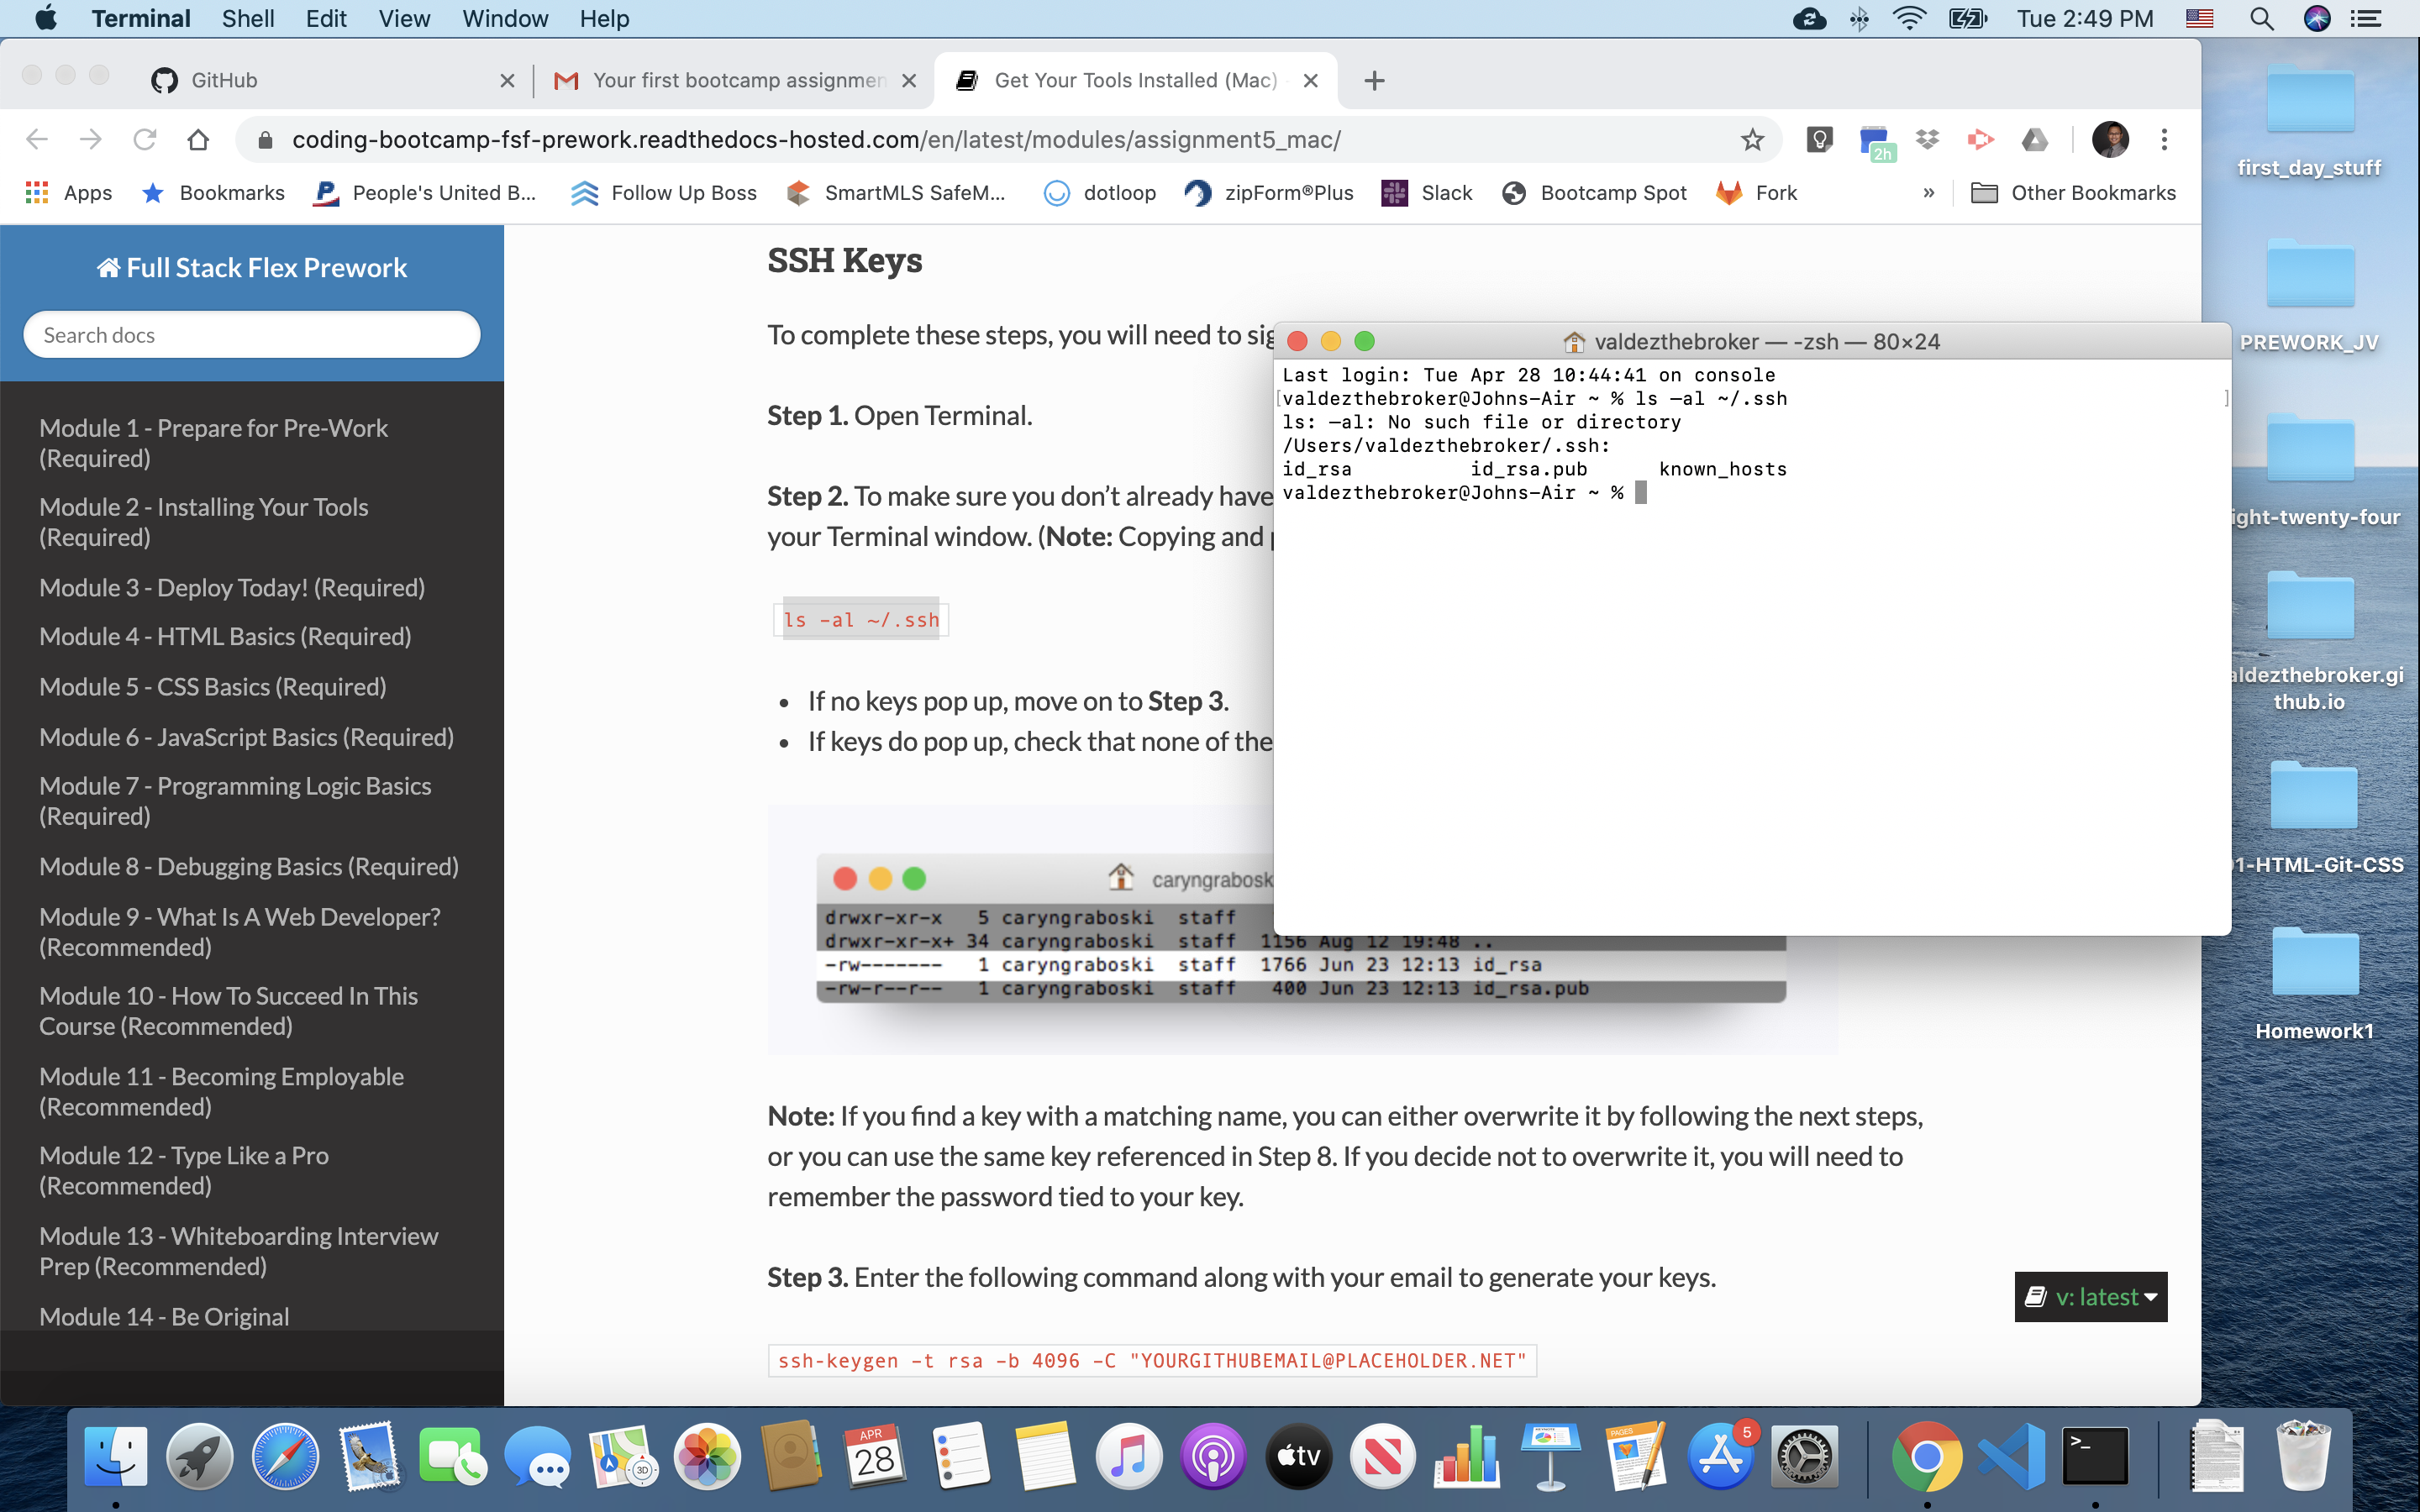 Terminal Shell Edit View Window Help
Tue 2:49 PM
GitHub
Your first bootcamp assignmen
Get Your Tools Installed (Mac)
coding-bootcamp-fsf-prework.readthedocs-hosted.com/en/latest/modules/assignment5_mac/
2h
Apps Bookmarks People's United B... Follow Up Boss SmartMLS SafeM... dotloop zipForm®Plus Slack Bootcamp Spot Fork » Other Bookmarks
Full Stack Flex Prework
Search docs
Module 1 - Prepare for Pre-Work
(Required)
Module 2 - Installing Your Tools
(Required)
Module 3 - Deploy Today! (Required)
Module 4 - HTML Basics (Required)
Module 5 - CSS Basics (Required)
Module 6 - JavaScript Basics (Required)
Module 7 - Programming Logic Basics
(Required)
Module 8 - Debugging Basics (Required)
Module 9 - What Is A Web Developer?
(Recommended)
Module 10 - How To Succeed In This
Course (Recommended)
Module 11 - Becoming Employable
(Recommended)
Module 12 - Type Like a Pro
(Recommended)
Module 13 - Whiteboarding Interview
Prep (Recommended)
Module 14 - Be Original
SSH Keys
To complete these steps, you will need to sig
Step 1. Open Terminal.
Step 2. To make sure you don’t already have
your Terminal window. (Note: Copying and p
ls -al ~/.ssh
If no keys pop up, move on to Step 3.
If keys do pop up, check that none of the
caryngrabosk
drwxr-xr-x 5 caryngraboski staff
drwxr-xr-x+ 34 caryngraboski staff 1156 Aug 12 19:48 ..
-rw------- 1 caryngraboski staff 1766 Jun 23 12:13 id_rsa
-rw-r--r-- 1 caryngraboski staff 400 Jun 23 12:13 id_rsa.pub
Note: If you find a key with a matching name, you can either overwrite it by following the next steps,
or you can use the same key referenced in Step 8. If you decide not to overwrite it, you will need to
remember the password tied to your key.
Step 3. Enter the following command along with your email to generate your keys.
ssh-keygen -t rsa -b 4096 -C "YOURGITHUBEMAIL@PLACEHOLDER.NET"
v: latest
valdezthebroker — -zsh — 80×24
Last login: Tue Apr 28 10:44:41 on console
[valdezthebroker@Johns-Air ~ % ls —al ~/.ssh ]
ls: —al: No such file or directory
/Users/valdezthebroker/.ssh:
id_rsa id_rsa.pub known_hosts
valdezthebroker@Johns-Air ~ %
first_day_stuff
PREWORK_JV
ight-twenty-four
aldezthebroker.gi
thub.io
1-HTML-Git-CSS
Homework1
APR
28
3D
tv
PAGES
5
>_